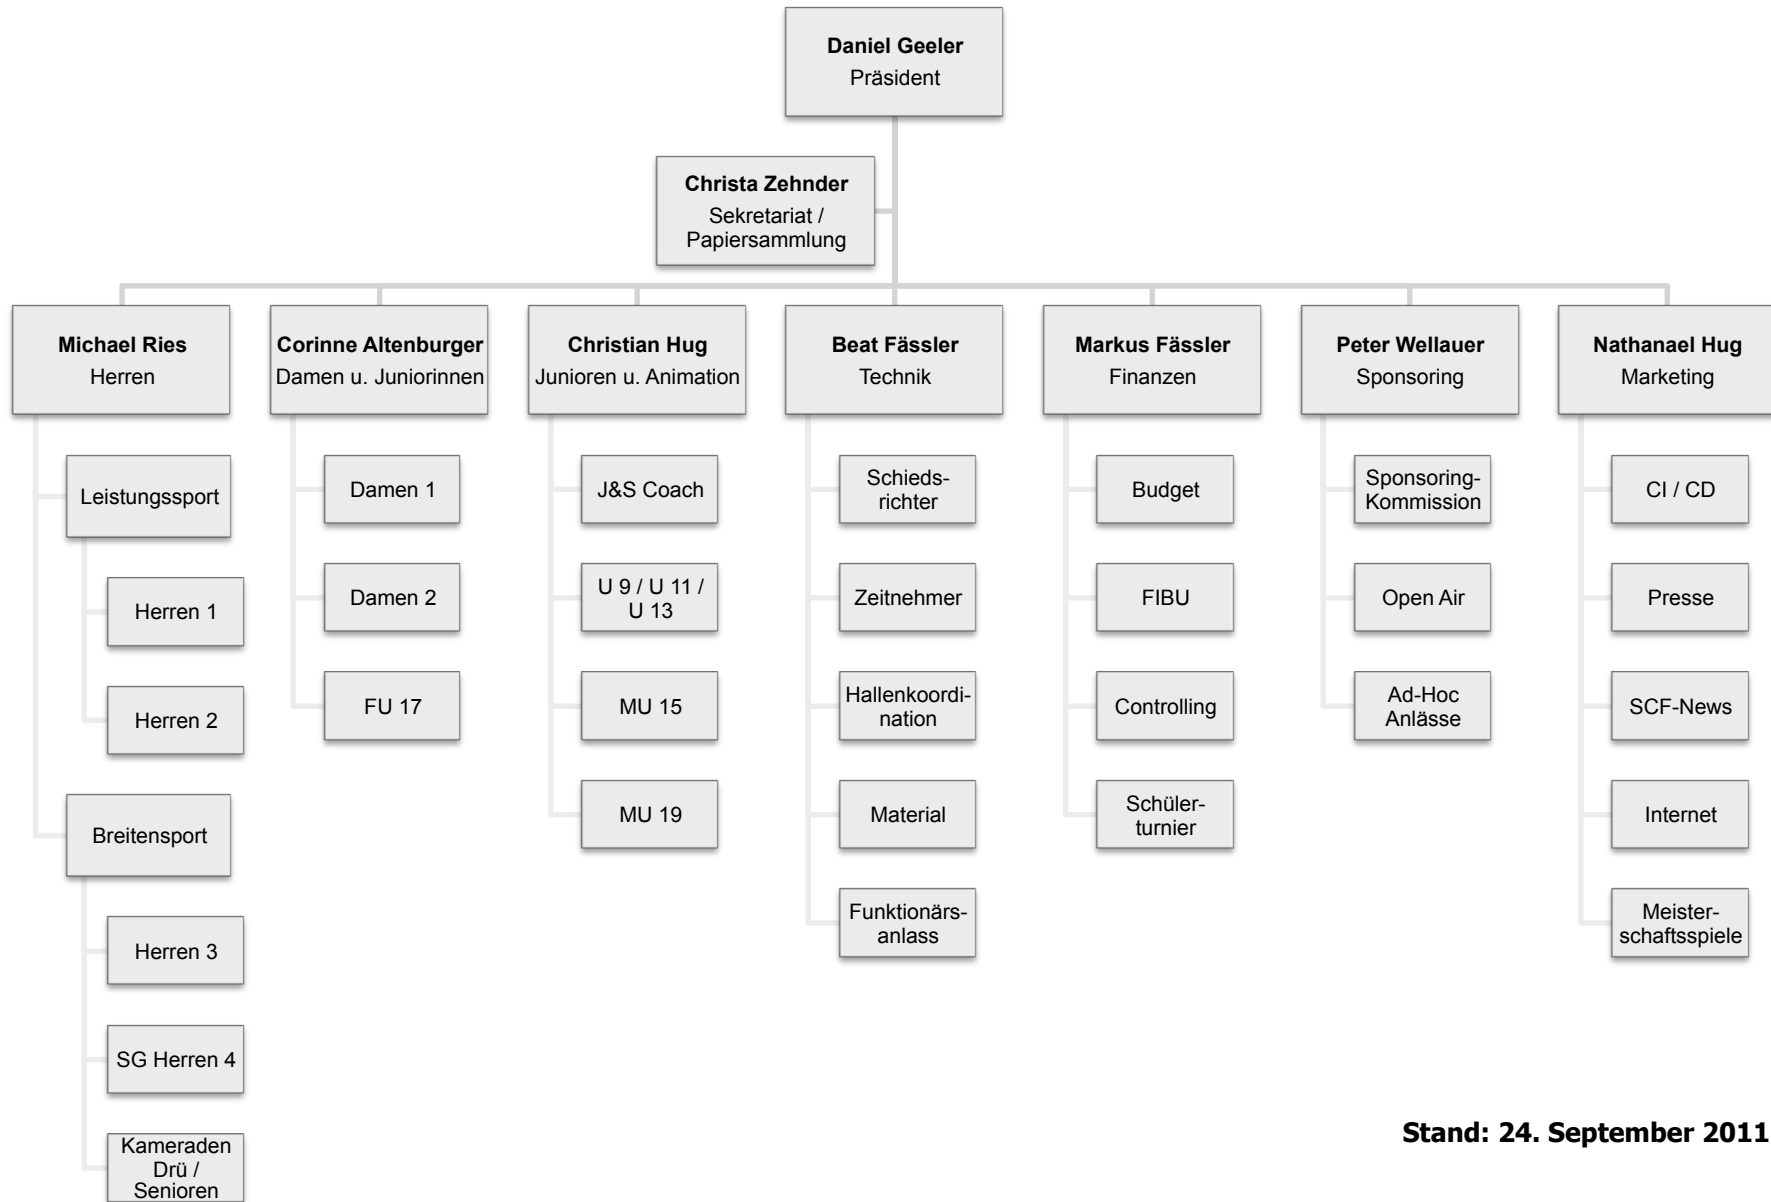 Daniel Geeler
Präsident
Christa Zehnder
Sekretariat /
Papiersammlung
Michael Ries
Herren
Leistungssport
Herren 1
Herren 2
Breitensport
Herren 3
SG Herren 4
Kameraden
Drü /
Senioren
Corinne Altenburger
Damen u. Juniorinnen
Damen 1
Damen 2
FU 17
Christian Hug
Junioren u. Animation
J&S Coach
U 9 / U 11 /
U 13
MU 15
MU 19
Beat Fässler
Technik
Schieds-
richter
Zeitnehmer
Hallenkoordi-
nation
Material
Funktionärs-
anlass
Markus Fässler
Finanzen
Budget
FIBU
Controlling
Schüler-
turnier
Peter Wellauer
Sponsoring
Sponsoring-
Kommission
Open Air
Ad-Hoc
Anlässe
Nathanael Hug
Marketing
CI / CD
Presse
SCF-News
Internet
Meister-
schaftsspiele
Stand: 24. September 2011